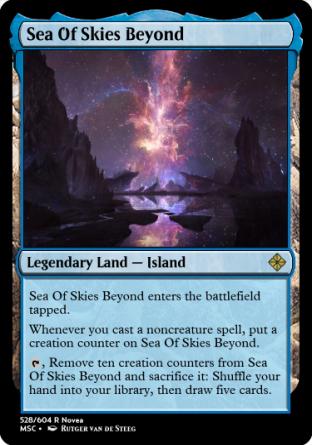 Sea Of Skies Beyond
Legendary Land — Island
Sea Of Skies Beyond enters the battlefield
tapped.
Whenever you cast a noncreature spell, put a
creation counter on Sea Of Skies Beyond.
, Remove ten creation counters from Sea
Of Skies Beyond and sacrifice it: Shuffle your
hand into your library, then draw five cards.
528/604 R Novea
MSC • Rutger van de Steeg